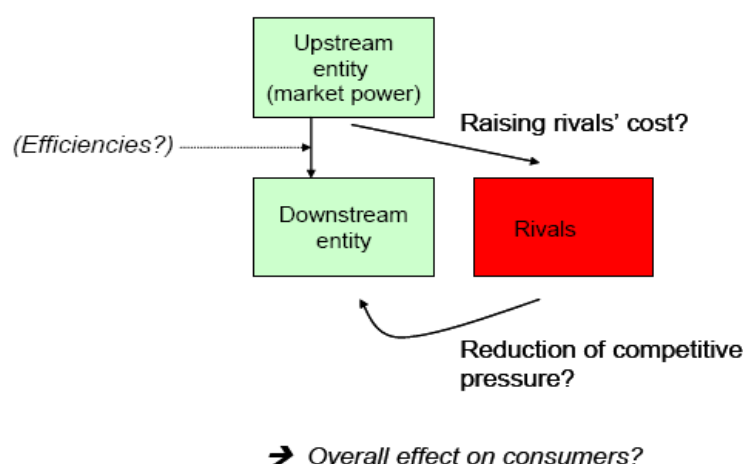 Upstream
entity
(market power)
Raising rivals' cost?
(Efficiencies?)
Downstream
entity
Rivals
Reduction of competitive
pressure?
➔ Overall effect on consumers?